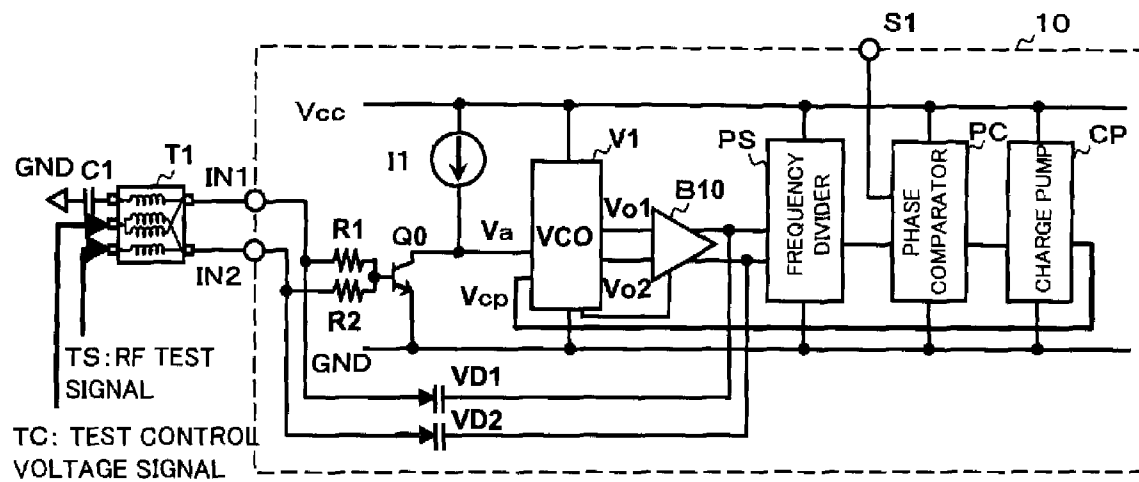 S1
10
Vcc
V1
PS
PC
CP
T1
GND C1
IN1
I1
B10
R1
Q0
Va
Vo1
VCO
FREQUENCY
DIVIDER
PHASE
COMPARATOR
CHARGE PUMP
IN2
R2
Vcp
Vo2
GND
TS:RF TEST
SIGNAL
VD1
VD2
TC: TEST CONTROL
VOLTAGE SIGNAL